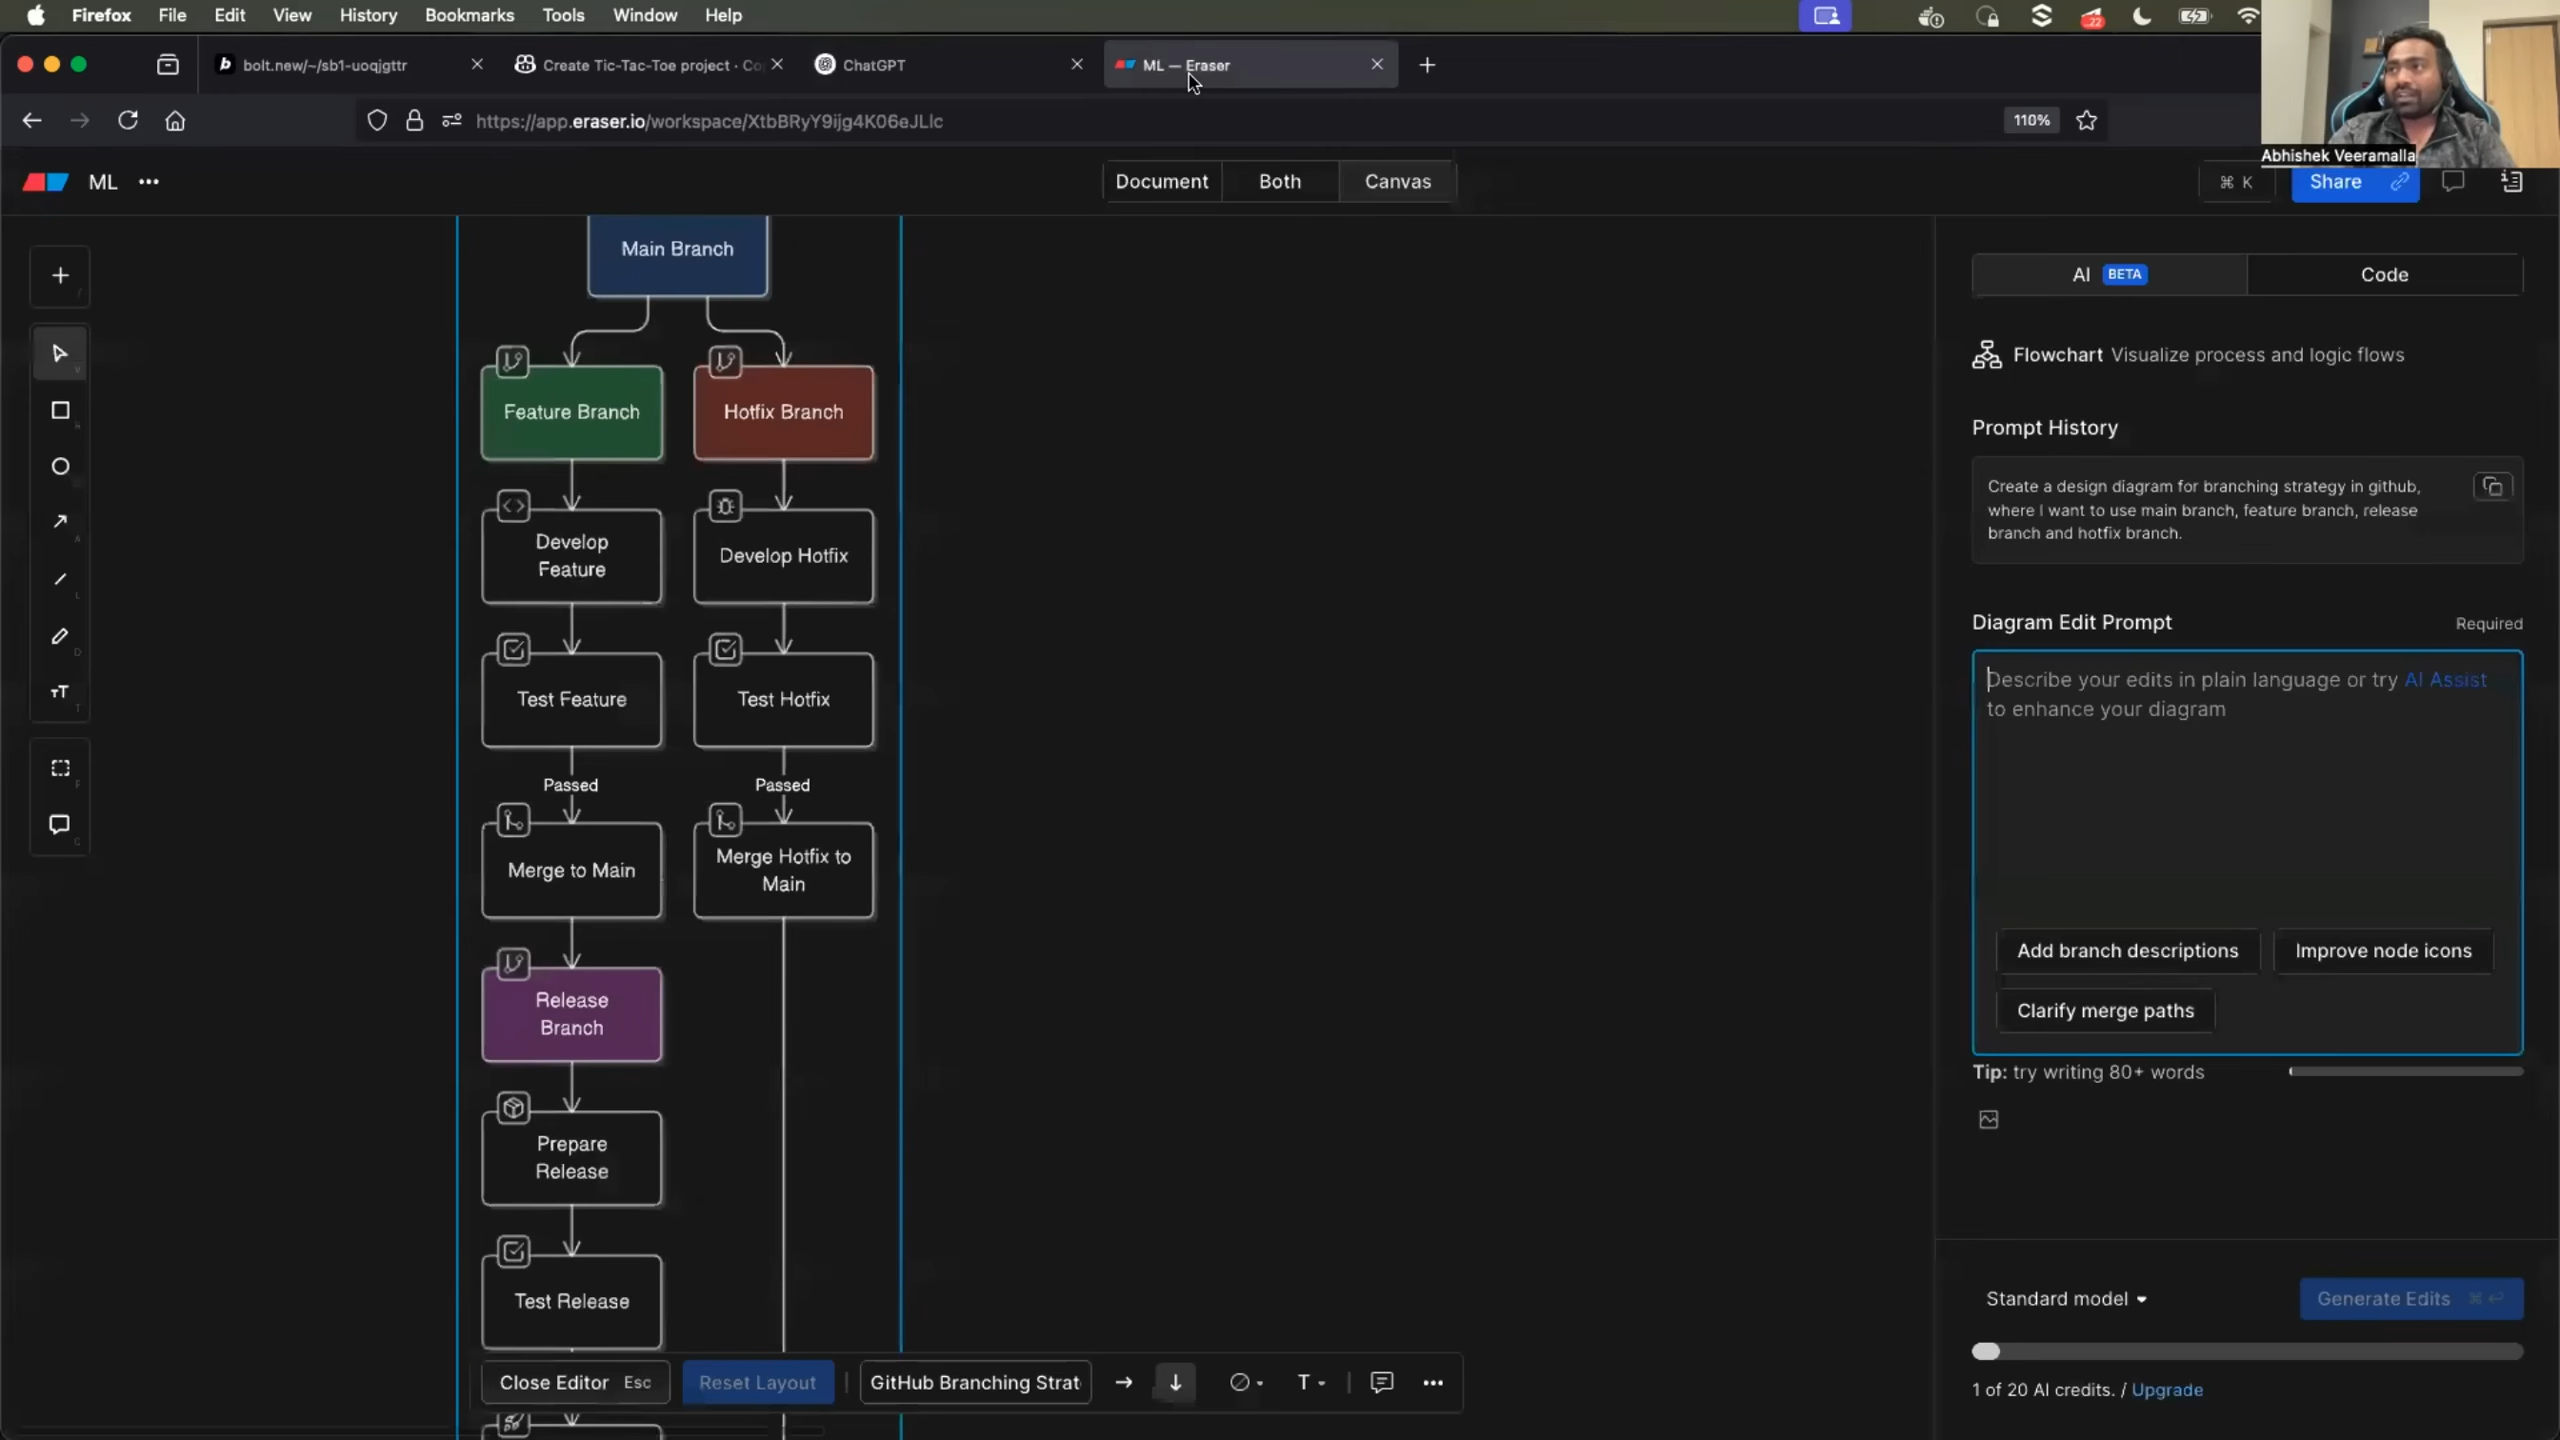 Firefox File Edit View History Bookmarks Tools Window Help
22
bolt.new/~/sb1-uoqjgttr
Create Tic-Tac-Toe project · Co
ChatGPT
ML — Eraser
https://app.eraser.io/workspace/XtbBRyY9ijg4K06eJLlc
110%
Abhishek Veeramalla
ML
Document Both Canvas
⌘ K
Share
Main Branch
Feature Branch
Hotfix Branch
Develop
Feature
Develop Hotfix
Test Feature
Test Hotfix
Passed
Passed
Merge to Main
Merge Hotfix to
Main
Release
Branch
Prepare
Release
Test Release
Close Editor Esc
Reset Layout
GitHub Branching Strat
T
AI BETA
Code
Flowchart Visualize process and logic flows
Prompt History
Create a design diagram for branching strategy in github,
where I want to use main branch, feature branch, release
branch and hotfix branch.
Diagram Edit Prompt
Required
Describe your edits in plain language or try AI Assist
to enhance your diagram
Add branch descriptions
Improve node icons
Clarify merge paths
Tip: try writing 80+ words
Standard model
Generate Edits ⌘ ↵
1 of 20 AI credits. / Upgrade